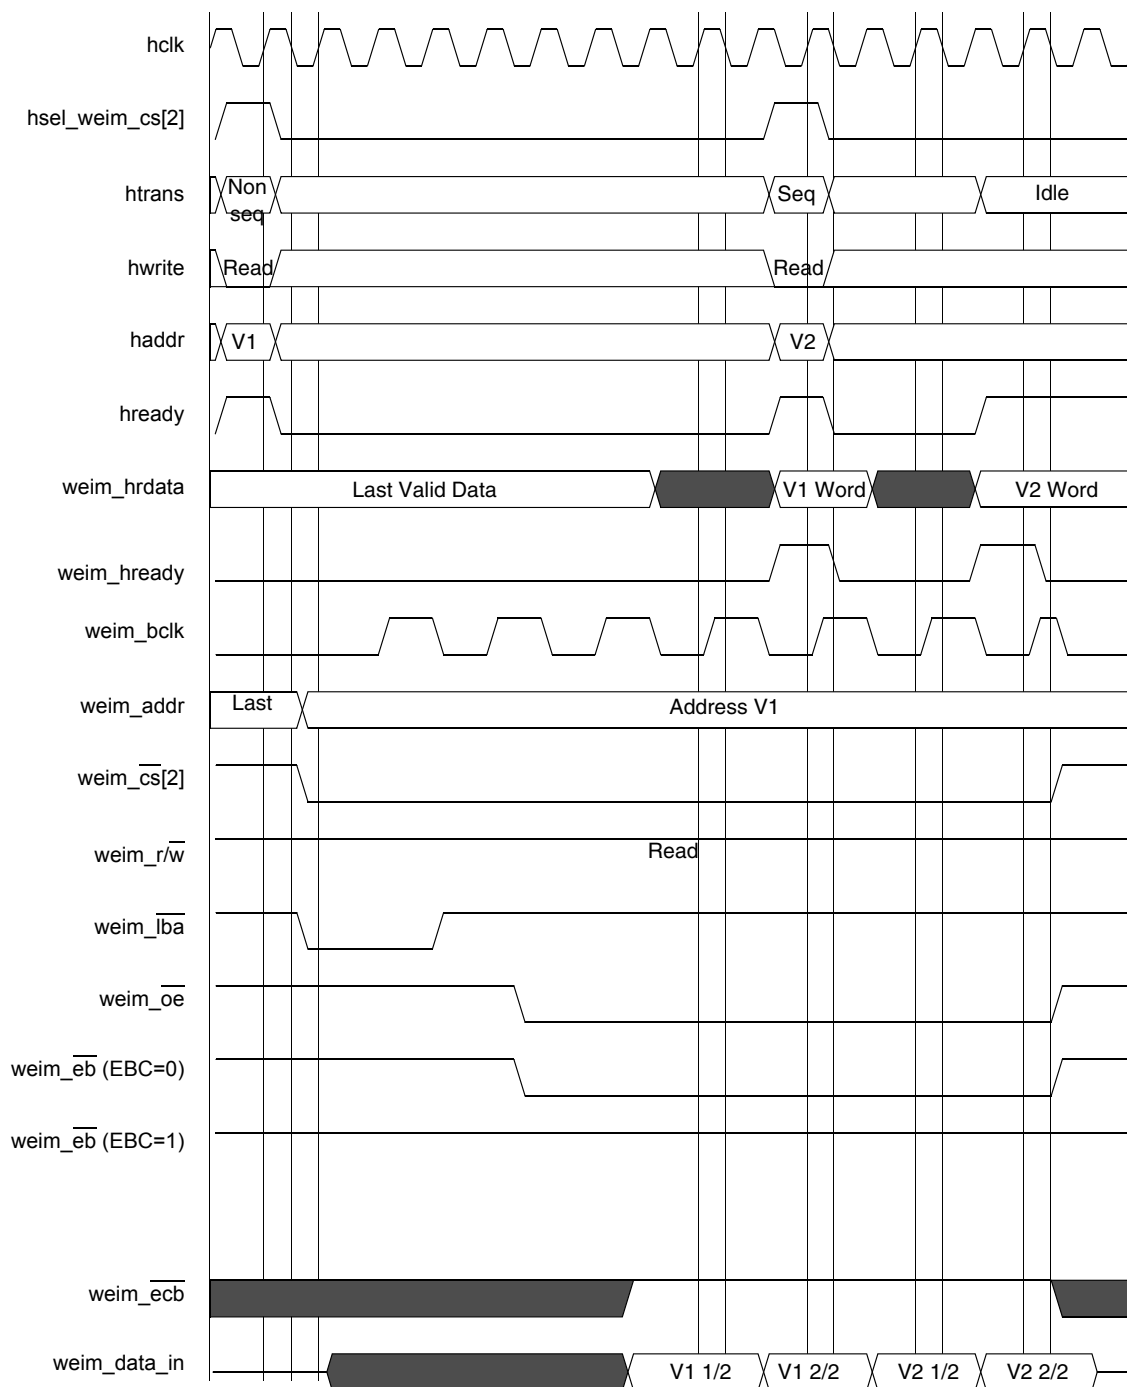 hclk
hsel_weim_cs[2]
htrans Non seq Seq Idle
hwrite Read Read
haddr V1 V2
hready
weim_hrdata Last Valid Data V1 Word V2 Word
weim_hready
weim_bclk
weim_addr Last Address V1
weim_cs[2]
weim_r/w Read
weim_lba
weim_oe
weim_eb (EBC=0)
weim_eb (EBC=1)
weim_ecb
weim_data_in V1 1/2 V1 2/2 V2 1/2 V2 2/2